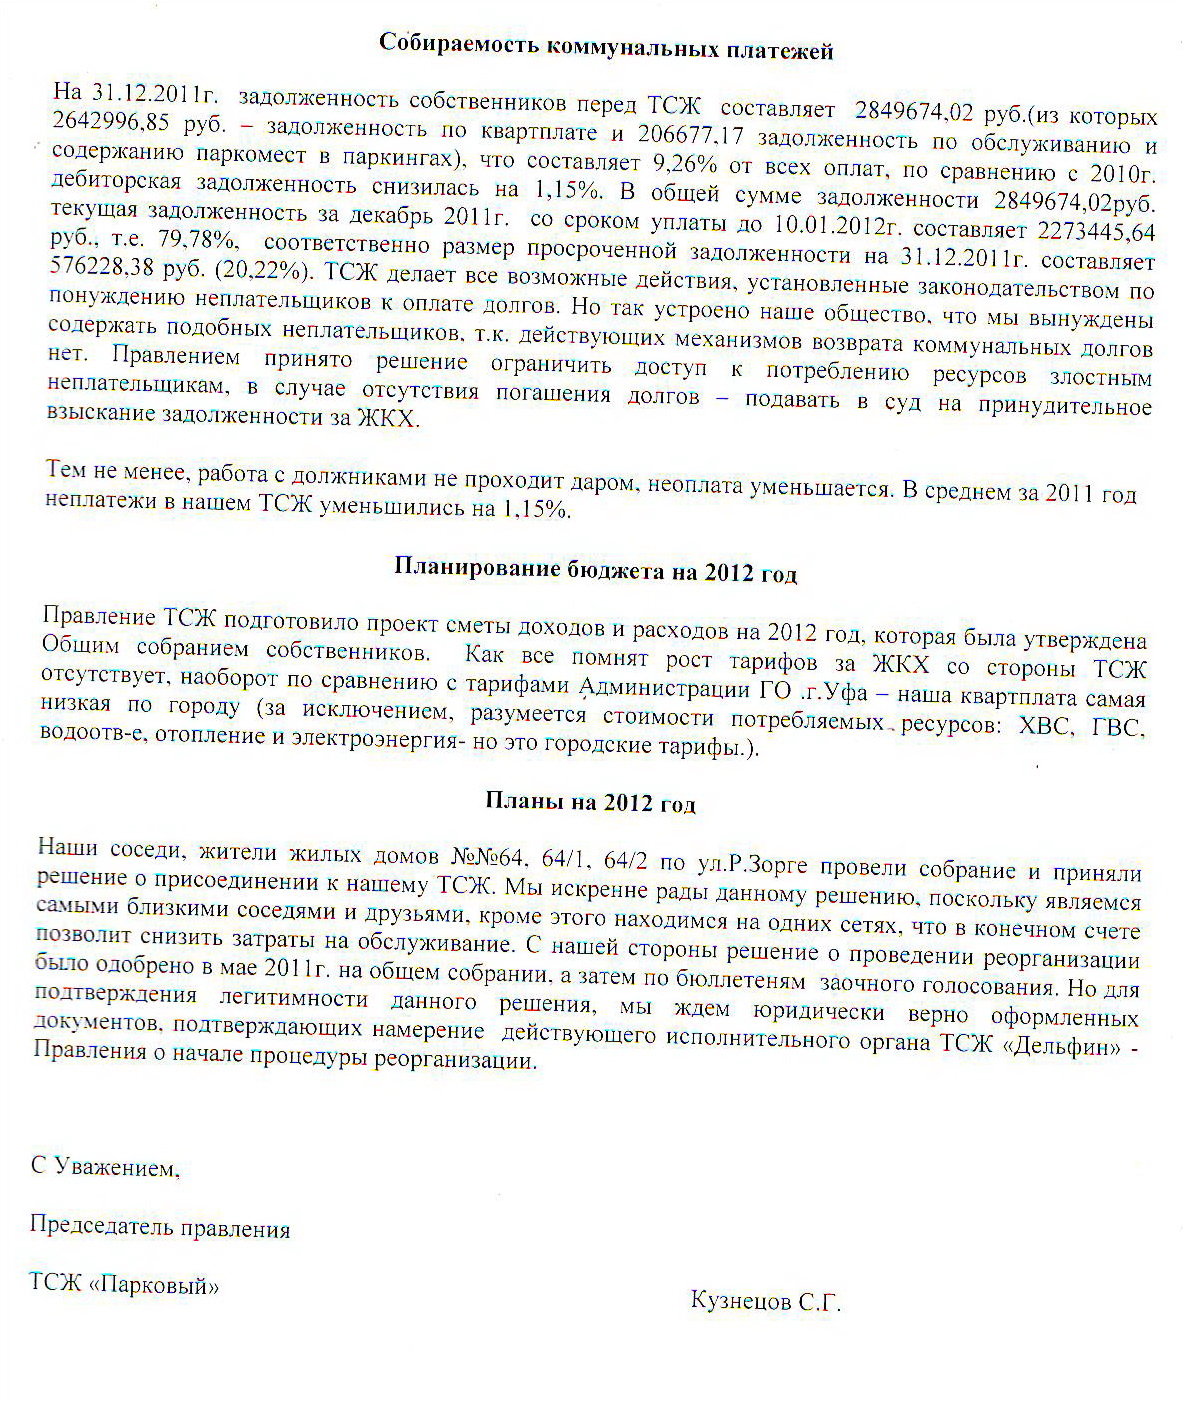 Собираемость коммунальных платежей
На 31.12.2011г. задолженность собственников перед ТСЖ составляет 2849674,02 руб.(из которых
2642996,85 руб. – задолженность по квартплате и 206677,17 задолженность по обслуживанию и
содержанию паркомест в паркингах), что составляет 9,26% от всех оплат, по сравнению с 2010г.
дебиторская задолженность снизилась на 1,15%. В общей сумме задолженности 2849674,02руб.
текущая задолженность за декабрь 2011г. со сроком уплаты до 10.01.2012г. составляет 2273445,64
руб., т.е. 79,78%, соответственно размер просроченной задолженности на 31.12.2011г. составляет
576228,38 руб. (20,22%). ТСЖ делает все возможные действия, установленные законодательством по
понуждению неплательщиков к оплате долгов. Но так устроено наше общество, что мы вынуждены
содержать подобных неплательщиков, т.к. действующих механизмов возврата коммунальных долгов
нет. Правлением принято решение ограничить доступ к потреблению ресурсов злостным
неплательщикам, в случае отсутствия погашения долгов – подавать в суд на принудительное
взыскание задолженности за ЖКХ.
Тем не менее, работа с должниками не проходит даром, неоплата уменьшается. В среднем за 2011 год
неплатежи в нашем ТСЖ уменьшились на 1,15%.
Планирование бюджета на 2012 год
Правление ТСЖ подготовило проект сметы доходов и расходов на 2012 год, которая была утверждена
Общим собранием собственников. Как все помнят рост тарифов за ЖКХ со стороны ТСЖ
отсутствует, наоборот по сравнению с тарифами Администрации ГО .г.Уфа – наша квартплата самая
низкая по городу (за исключением, разумеется стоимости потребляемых ресурсов: ХВС, ГВС,
водоотв-е, отопление и электроэнергия- но это городские тарифы.).
Планы на 2012 год
Наши соседи, жители жилых домов №№64, 64/1, 64/2 по ул.Р.Зорге провели собрание и приняли
решение о присоединении к нашему ТСЖ. Мы искренне рады данному решению, поскольку являемся
самыми близкими соседями и друзьями, кроме этого находимся на одних сетях, что в конечном счете
позволит снизить затраты на обслуживание. С нашей стороны решение о проведении реорганизации
было одобрено в мае 2011г. на общем собрании, а затем по бюллетеням заочного голосования. Но для
подтверждения легитимности данного решения, мы ждем юридически верно оформленных
документов, подтверждающих намерение действующего исполнительного органа ТСЖ «Дельфин» -
Правления о начале процедуры реорганизации.
С Уважением,
Председатель правления
ТСЖ «Парковый»
Кузнецов С.Г.